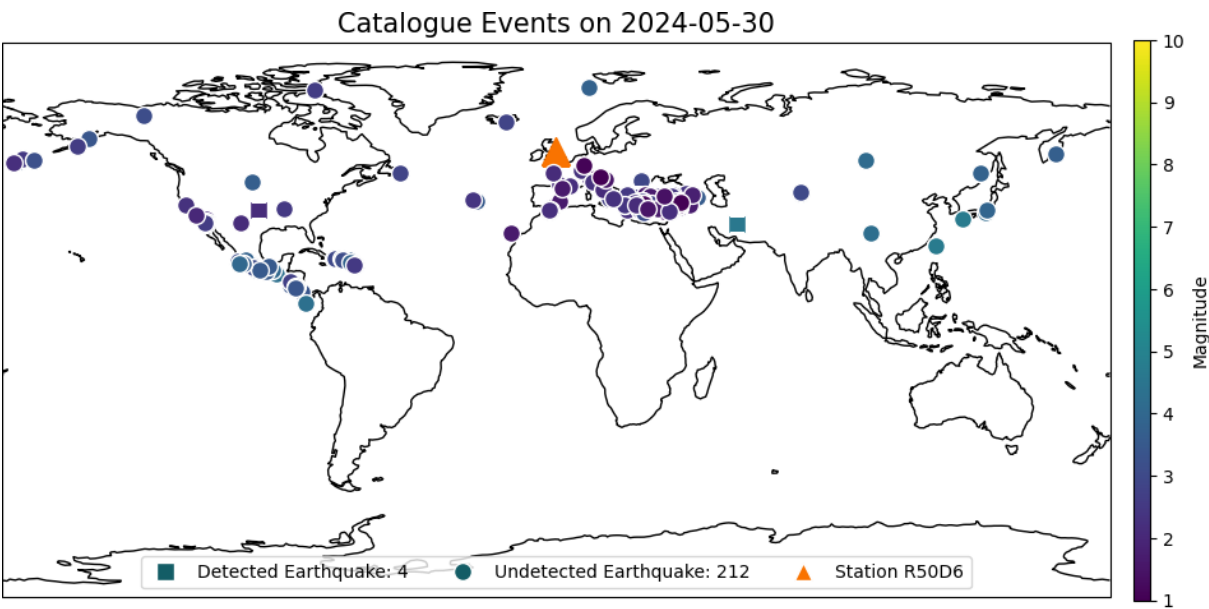 Catalogue Events on 2024-05-30
10
9
8
7
6
5
4
3
2
1
Magnitude
Detected Earthquake: 4
Undetected Earthquake: 212
Station R50D6